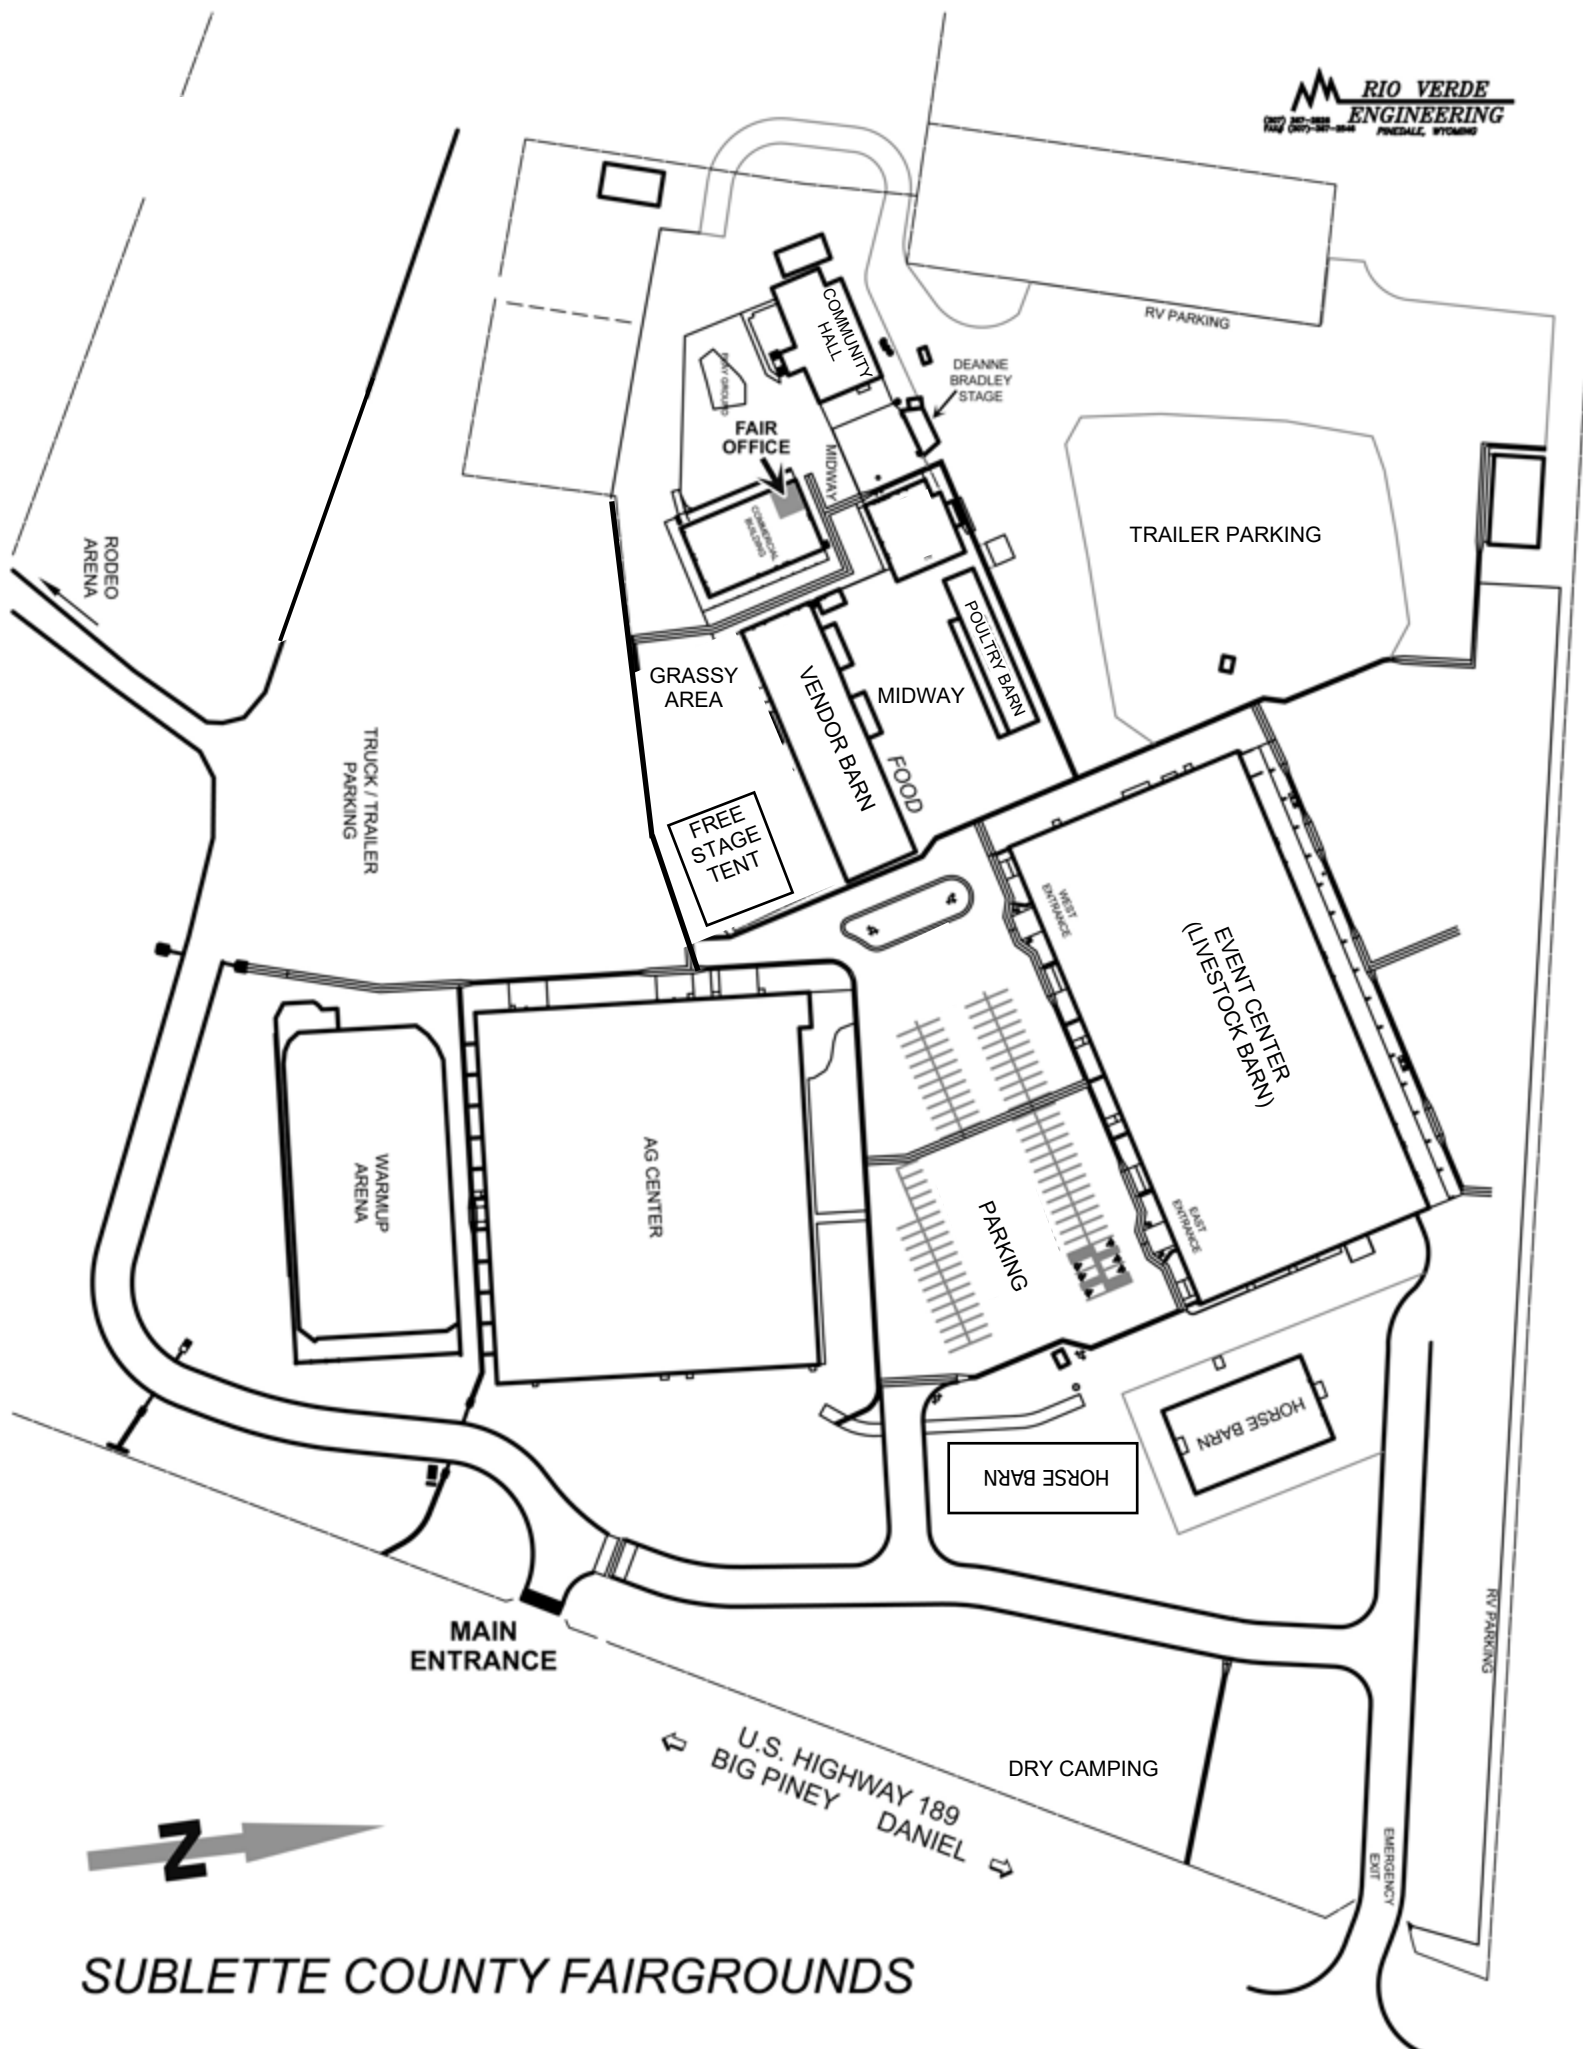 RIO VERDE
ENGINEERING
PINEDALE, WYOMING
RV PARKING
COMMUNITY
HALL
DEANNE
BRADLEY
STAGE
FAIR
OFFICE
MIDWAY
COMMERCIAL
BUILDING
TRAILER PARKING
RODEO
ARENA
POULTRY BARN
GRASSY
AREA
VENDOR BARN
MIDWAY
FOOD
TRUCK / TRAILER
PARKING
FREE
STAGE
TENT
WEST
ENTRANCE
EVENT CENTER
(LIVESTOCK BARN)
WARMUP
ARENA
AG CENTER
PARKING
EAST
ENTRANCE
HORSE BARN
HORSE BARN
MAIN
ENTRANCE
RV PARKING
U.S. HIGHWAY 189
BIG PINEY DANIEL
DRY CAMPING
EMERGENCY
EXIT
N
SUBLETTE COUNTY FAIRGROUNDS